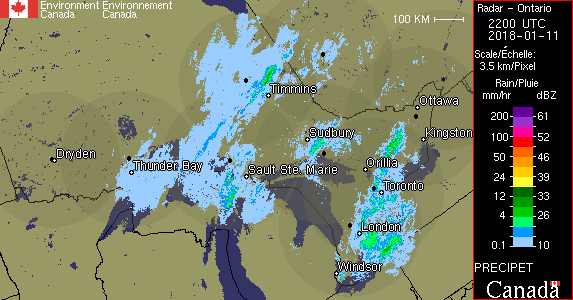 Environment Environnement
Canada Canada
100 KM
Timmins
Ottawa
Sudbury
Kingston
Dryden
Thunder Bay
Sault Ste. Marie
Orillia
Toronto
London
Windsor
Radar - Ontario
2200 UTC
2018-01-11
Scale/Échelle:
3.5 km/Pixel
Rain/Pluie
mm/hr dBZ
200 61
100 52
50 46
24 39
12 33
4 26
0.1 10
PRECIPET
Canada